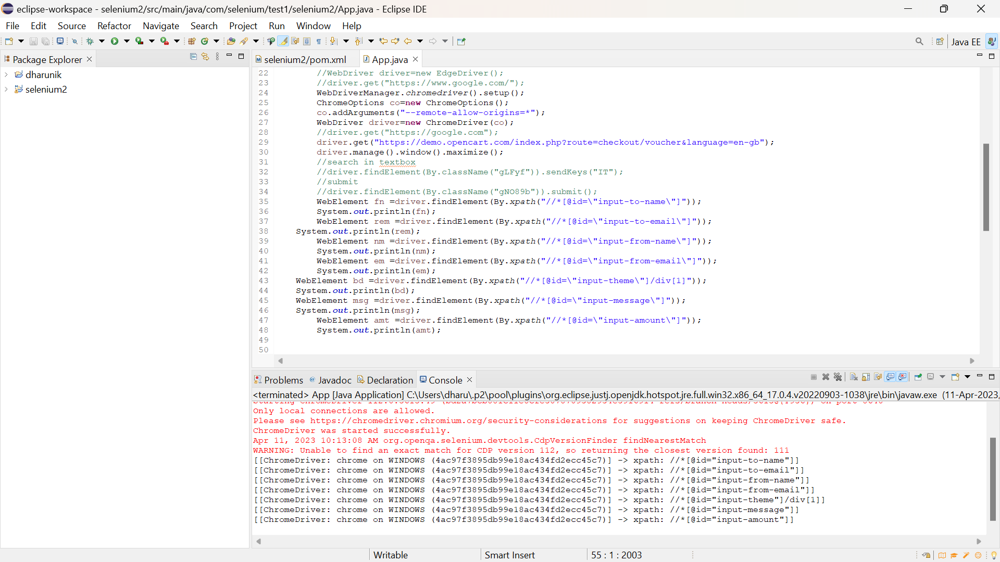 eclipse-workspace - selenium2/src/main/java/com/selenium/test1/selenium2/App.java - Eclipse IDE
File Edit Source Refactor Navigate Search Project Run Window Help
Java EE
Package Explorer
dharunik
selenium2
selenium2/pom.xml App.java
22 //WebDriver driver=new EdgeDriver();
23 //driver.get("https://www.google.com/");
24 WebDriverManager.chromedriver().setup();
25 ChromeOptions co=new ChromeOptions();
26 co.addArguments("--remote-allow-origins=*");
27 WebDriver driver=new ChromeDriver(co);
28 //driver.get("https://google.com");
29 driver.get("https://demo.opencart.com/index.php?route=checkout/voucher&language=en-gb");
30 driver.manage().window().maximize();
31 //search in textbox
32 //driver.findElement(By.className("gLFyf")).sendKeys("IT");
33 //submit
34 //driver.findElement(By.className("gNO89b")).submit();
35 WebElement fn =driver.findElement(By.xpath("//*[@id=\"input-to-name\"]"));
36 System.out.println(fn);
37 WebElement rem =driver.findElement(By.xpath("//*[@id=\"input-to-email\"]"));
38 System.out.println(rem);
39 WebElement nm =driver.findElement(By.xpath("//*[@id=\"input-from-name\"]"));
40 System.out.println(nm);
41 WebElement em =driver.findElement(By.xpath("//*[@id=\"input-from-email\"]"));
42 System.out.println(em);
43 WebElement bd =driver.findElement(By.xpath("//*[@id=\"input-theme\"]/div[1]"));
44 System.out.println(bd);
45 WebElement msg =driver.findElement(By.xpath("//*[@id=\"input-message\"]"));
46 System.out.println(msg);
47 WebElement amt =driver.findElement(By.xpath("//*[@id=\"input-amount\"]"));
48 System.out.println(amt);
49
50
Problems @ Javadoc Declaration Console
<terminated> App [Java Application] C:\Users\dharu\.p2\pool\plugins\org.eclipse.justj.openjdk.hotspot.jre.full.win32.x86_64_17.0.4.v20220903-1038\jre\bin\javaw.exe (11-Apr-2023,
Only local connections are allowed.
Please see https://chromedriver.chromium.org/security-considerations for suggestions on keeping ChromeDriver safe.
ChromeDriver was started successfully.
Apr 11, 2023 10:13:08 AM org.openqa.selenium.devtools.CdpVersionFinder findNearestMatch
WARNING: Unable to find an exact match for CDP version 112, so returning the closest version found: 111
[[ChromeDriver: chrome on WINDOWS (4ac97f3895db99e18ac434fd2ecc45c7)] -> xpath: //*[@id="input-to-name"]]
[[ChromeDriver: chrome on WINDOWS (4ac97f3895db99e18ac434fd2ecc45c7)] -> xpath: //*[@id="input-to-email"]]
[[ChromeDriver: chrome on WINDOWS (4ac97f3895db99e18ac434fd2ecc45c7)] -> xpath: //*[@id="input-from-name"]]
[[ChromeDriver: chrome on WINDOWS (4ac97f3895db99e18ac434fd2ecc45c7)] -> xpath: //*[@id="input-from-email"]]
[[ChromeDriver: chrome on WINDOWS (4ac97f3895db99e18ac434fd2ecc45c7)] -> xpath: //*[@id="input-theme"]/div[1]]
[[ChromeDriver: chrome on WINDOWS (4ac97f3895db99e18ac434fd2ecc45c7)] -> xpath: //*[@id="input-message"]]
[[ChromeDriver: chrome on WINDOWS (4ac97f3895db99e18ac434fd2ecc45c7)] -> xpath: //*[@id="input-amount"]]
Writable Smart Insert 55 : 1 : 2003